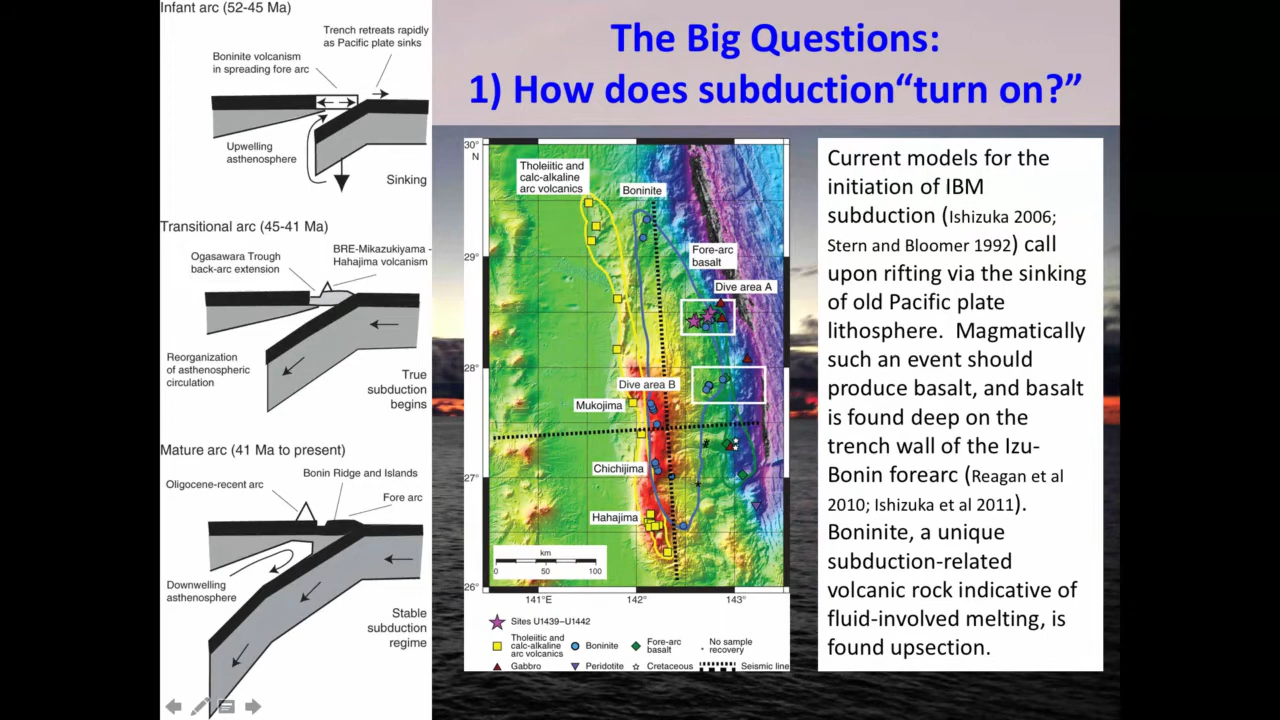 Infant arc (52-45 Ma)
Trench retreats rapidly
as Pacific plate sinks
Boninite volcanism
in spreading fore arc
Upwelling
asthenosphere
Sinking
Transitional arc (45-41 Ma)
BRE-Mikazukiyama -
Hahajima volcanism
Ogasawara Trough
back-arc extension
Reorganization
of asthenospheric
circulation
True
subduction
begins
Mature arc (41 Ma to present)
Bonin Ridge and Islands
Oligocene-recent arc
Fore arc
Downwelling
asthenosphere
Stable
subduction
regime
The Big Questions:
1) How does subduction“turn on?”
30°
N
29°
28°
27°
26°
Tholeiitic and
calc-alkaline
arc volcanics
Boninite
Fore-arc
basalt
Dive area A
Dive area B
Mukojima
Chichijima
Hahajima
km
0 50 100
141°E 142° 143°
Sites U1439–U1442
Tholeiitic and
calc-alkaline
arc volcanics
Boninite
Fore-arc
basalt
No sample
recovery
Gabbro
Peridotite
Cretaceous
Seismic line
Current models for the
initiation of IBM
subduction (Ishizuka 2006;
Stern and Bloomer 1992) call
upon rifting via the sinking
of old Pacific plate
lithosphere. Magmatically
such an event should
produce basalt, and basalt
is found deep on the
trench wall of the Izu-
Bonin forearc (Reagan et al
2010; Ishizuka et al 2011).
Boninite, a unique
subduction-related
volcanic rock indicative of
fluid-involved melting, is
found upsection.